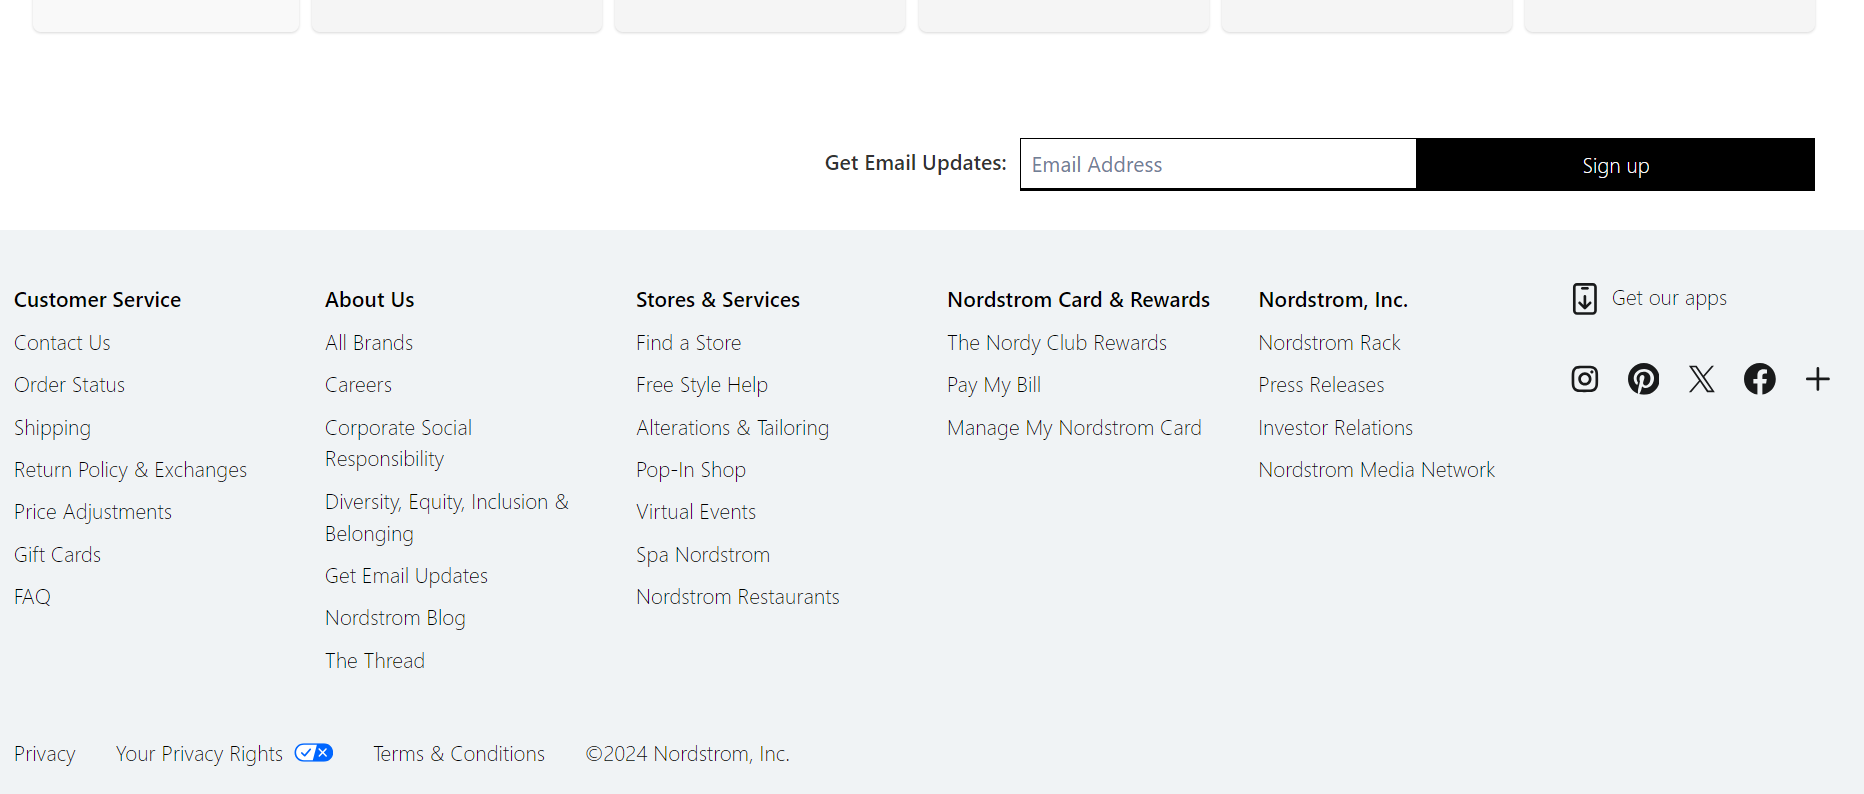 Get Email Updates:
Email Address
Sign up
Customer Service
Contact Us
Order Status
Shipping
Return Policy & Exchanges
Price Adjustments
Gift Cards
FAQ
About Us
All Brands
Careers
Corporate Social
Responsibility
Diversity, Equity, Inclusion &
Belonging
Get Email Updates
Nordstrom Blog
The Thread
Stores & Services
Find a Store
Free Style Help
Alterations & Tailoring
Pop-In Shop
Virtual Events
Spa Nordstrom
Nordstrom Restaurants
Nordstrom Card & Rewards
The Nordy Club Rewards
Pay My Bill
Manage My Nordstrom Card
Nordstrom, Inc.
Nordstrom Rack
Press Releases
Investor Relations
Nordstrom Media Network
Get our apps
Privacy
Your Privacy Rights
Terms & Conditions
©2024 Nordstrom, Inc.